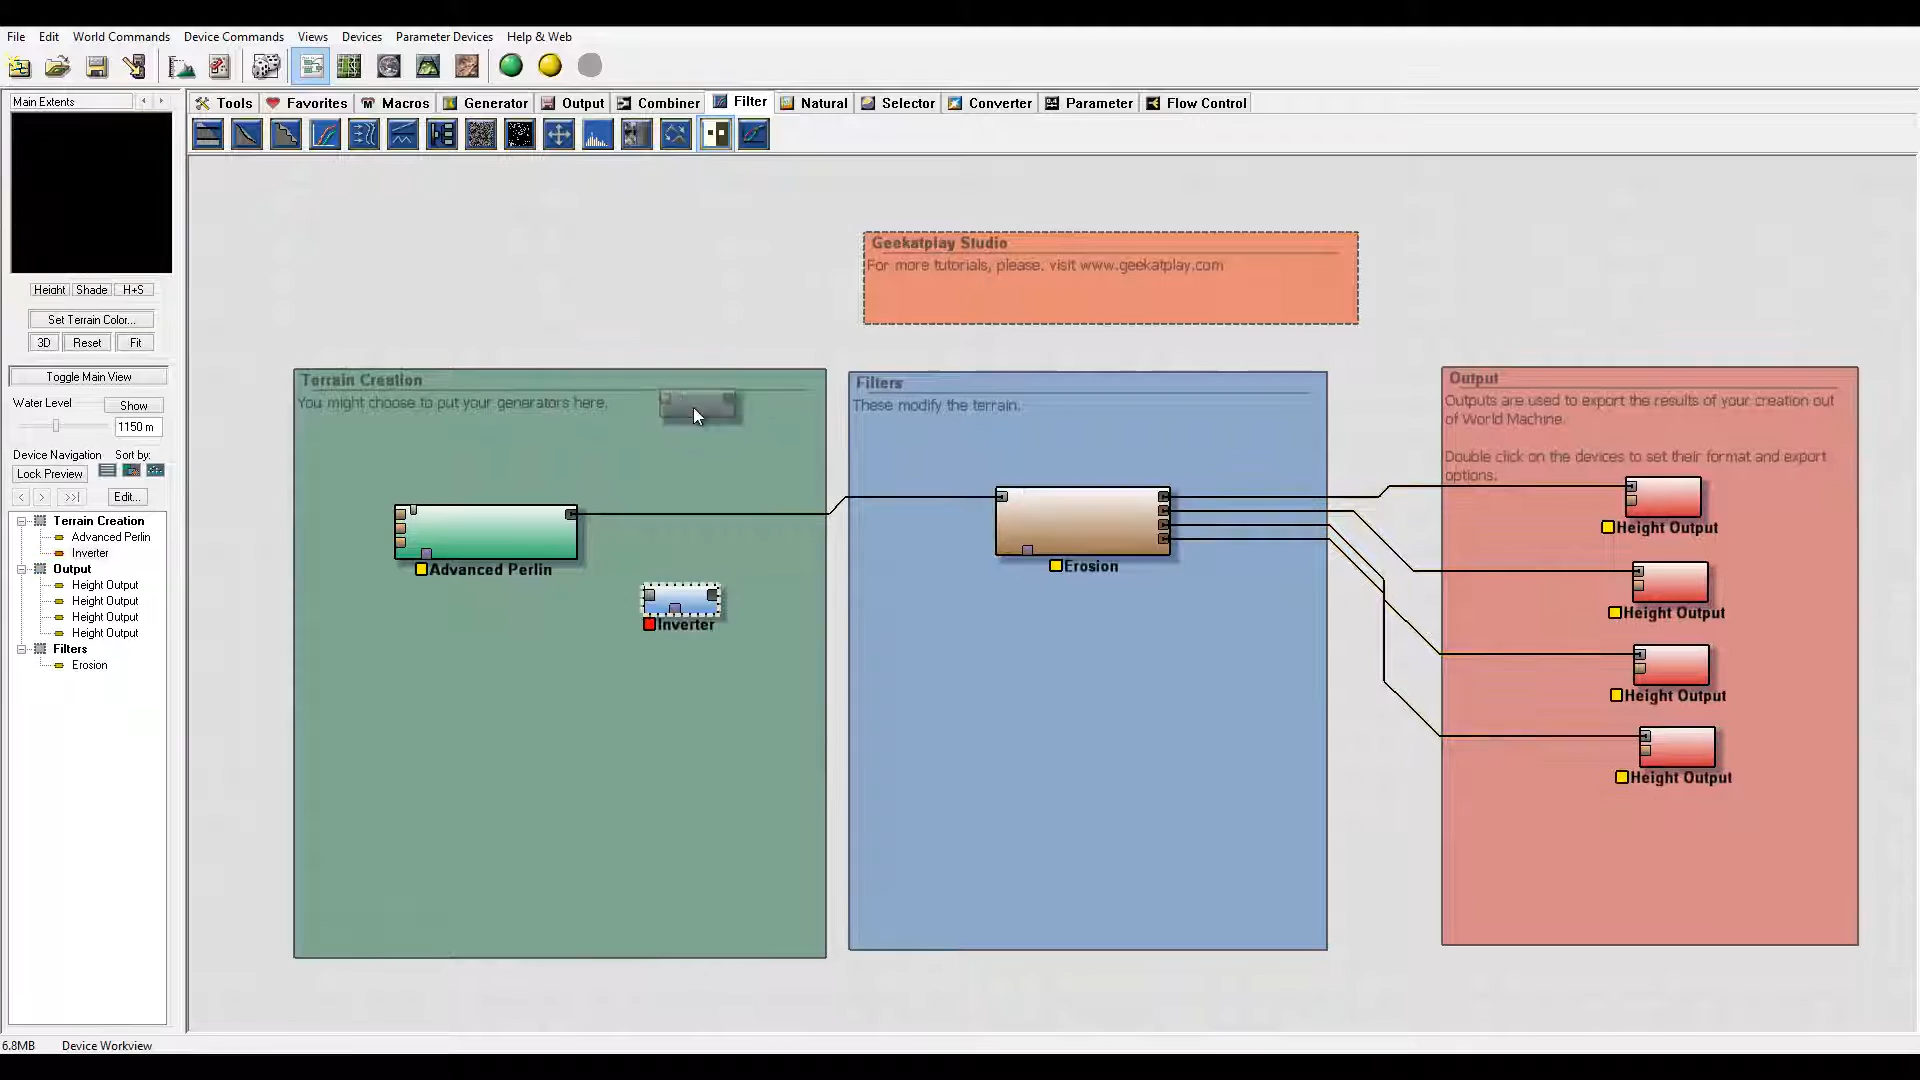 File Edit World Commands Device Commands Views Devices Parameter Devices Help & Web
Main Extents
Tools Favorites Macros Generator Output Combiner Filter Natural Selector Converter Parameter Flow Control
Height Shade H+S
Set Terrain Color...
3D Reset Fit
Toggle Main View
Water Level Show
1150 m
Device Navigation Sort by:
Lock Preview
< > >>| Edit...
Terrain Creation
Advanced Perlin
Inverter
Output
Height Output
Height Output
Height Output
Height Output
Filters
Erosion
Geekatplay Studio
For more tutorials, please, visit www.geekatplay.com
Terrain Creation
You might choose to put your generators here.
Advanced Perlin
Inverter
Filters
These modify the terrain.
Erosion
Output
Outputs are used to export the results of your creation out
of World Machine.
Double click on the devices to set their format and export
options.
Height Output
Height Output
Height Output
Height Output
6.8MB Device Workview